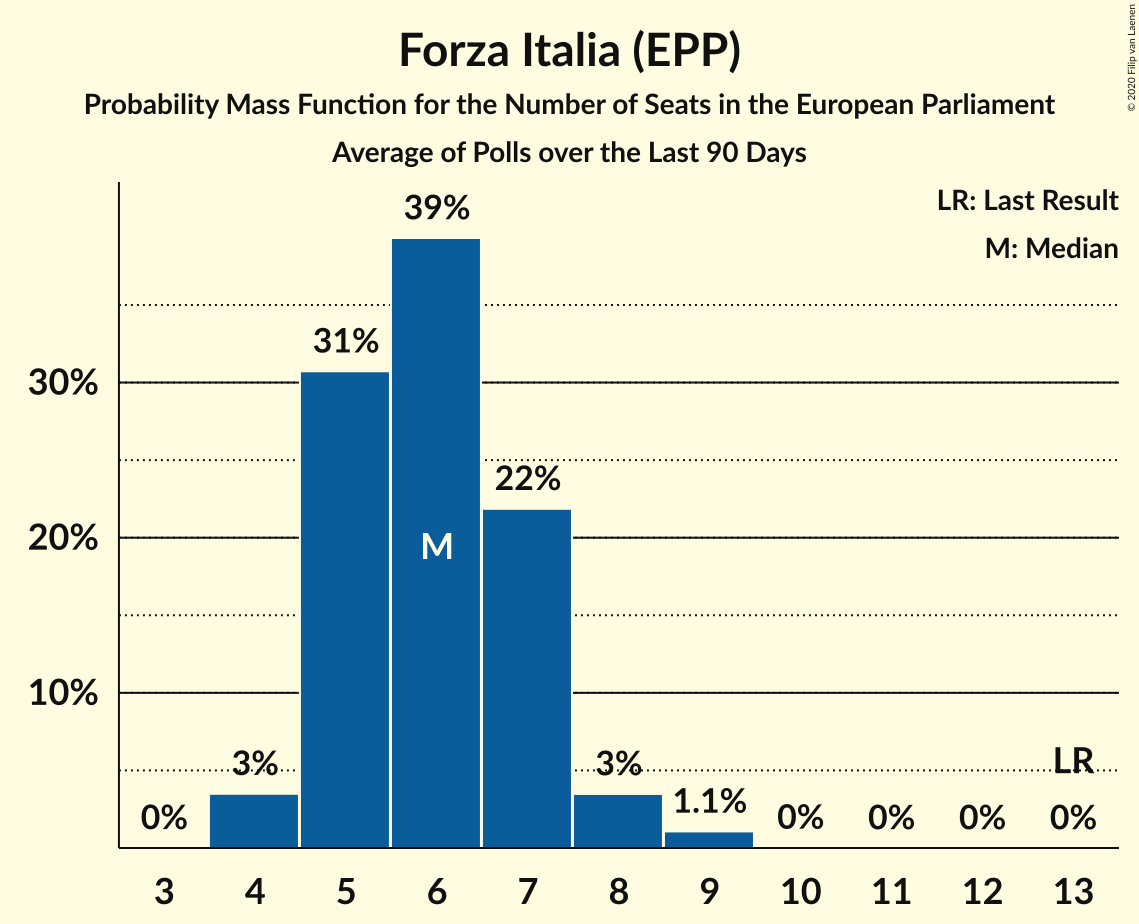 Forza Italia (EPP)
Probability Mass Function for the Number of Seats in the European Parliament
Average of Polls over the Last 90 Days
© 2020 Filip van Laenen
LR: Last Result
M: Median
39%
31%
30%
22%
20%
M
10%
3%
3%
LR
1.1%
0%
0%
0%
0%
0%
3 4 5 6 7 8 9 10 11 12 13